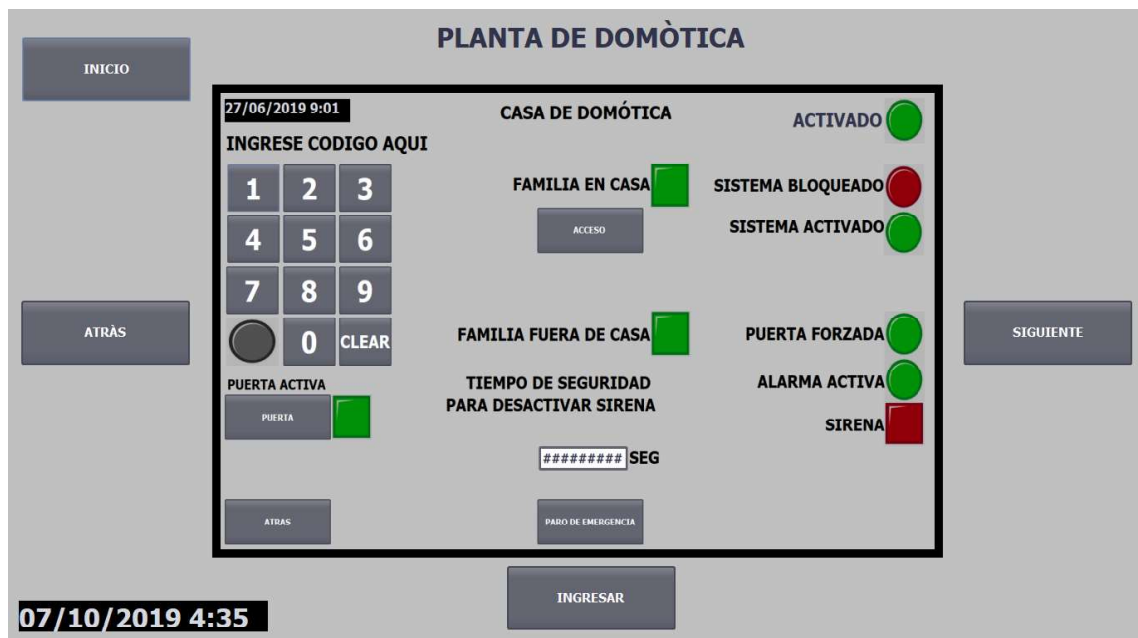 PLANTA DE DOMÒTICA
INICIO
27/06/2019 9:01
CASA DE DOMÓTICA
ACTIVADO
INGRESE CODIGO AQUI
1 2 3
FAMILIA EN CASA
SISTEMA BLOQUEADO
4 5 6
ACCESO
SISTEMA ACTIVADO
7 8 9
ATRÀS
0 CLEAR
FAMILIA FUERA DE CASA
PUERTA FORZADA
SIGUIENTE
PUERTA ACTIVA
TIEMPO DE SEGURIDAD
PARA DESACTIVAR SIRENA
ALARMA ACTIVA
PUERTA
SIRENA
######### SEG
ATRAS
PARO DE EMERGENCIA
INGRESAR
07/10/2019 4:35